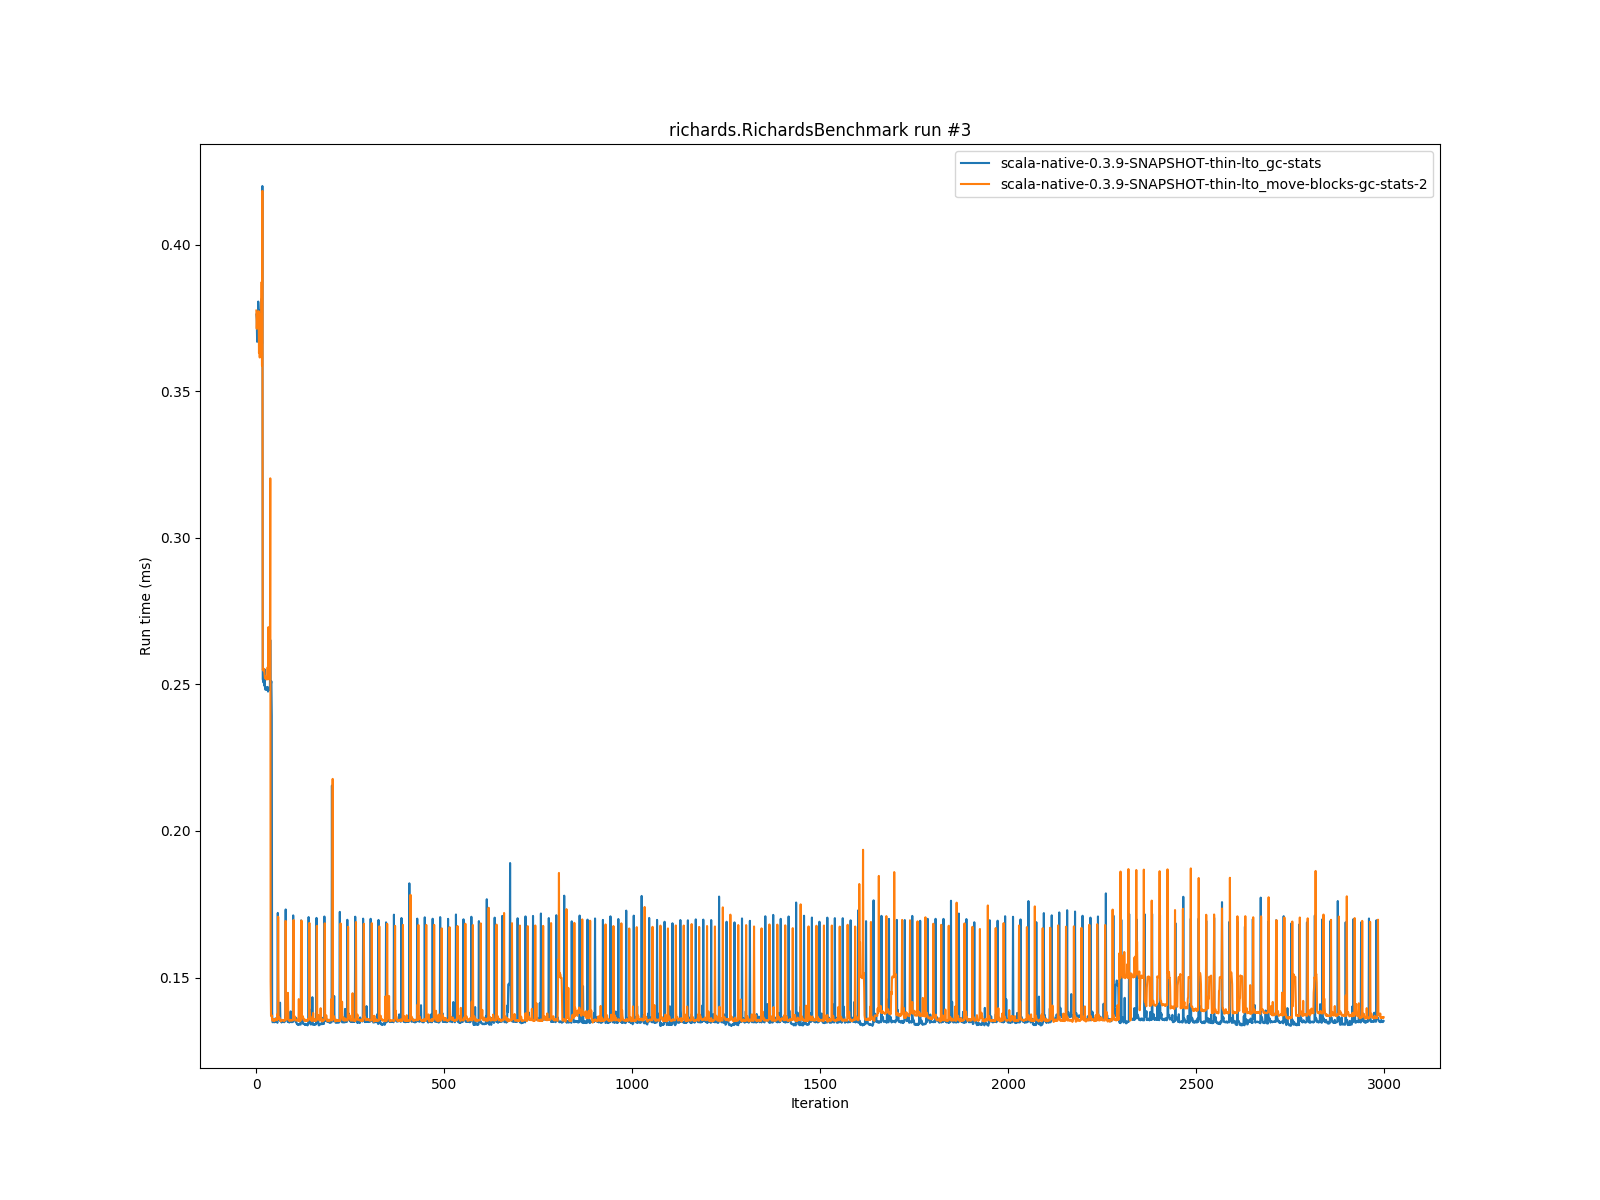 richards.RichardsBenchmark run #3
scala-native-0.3.9-SNAPSHOT-thin-lto_gc-stats
scala-native-0.3.9-SNAPSHOT-thin-lto_move-blocks-gc-stats-2
Run time (ms)
0.40
0.35
0.30
0.25
0.20
0.15
0 500 1000 1500 2000 2500 3000
Iteration